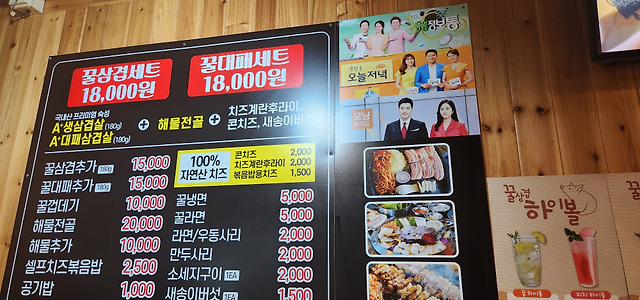 꿀삼겹세트
18,000원
꿀대패세트
18,000원
국내산 프리미엄 숙성
A+생삼겹살(180g)
A+대패삼겹살(180g)
+ 해물전골 +
치즈계란후라이,
콘치즈, 새송이버섯
꿀삼겹추가 180g 15,000
꿀대패추가 180g 15,000
꿀껍데기 10,000
해물전골 20,000
해물추가 10,000
셀프치즈볶음밥 2,500
공기밥 1,000
100%
자연산 치즈
콘치즈 2,000
치즈계란후라이 2,000
볶음밥용치즈 1,500
꿀냉면 5,000
꿀라면 5,000
라면/우동사리 2,000
만두사리 2,000
소세지구이 1EA 2,000
새송이버섯 1EA 1,500
정보통
오늘저녁
모닝
꿀삼겹
하이볼
꿀하이볼
피치하이볼
꿀